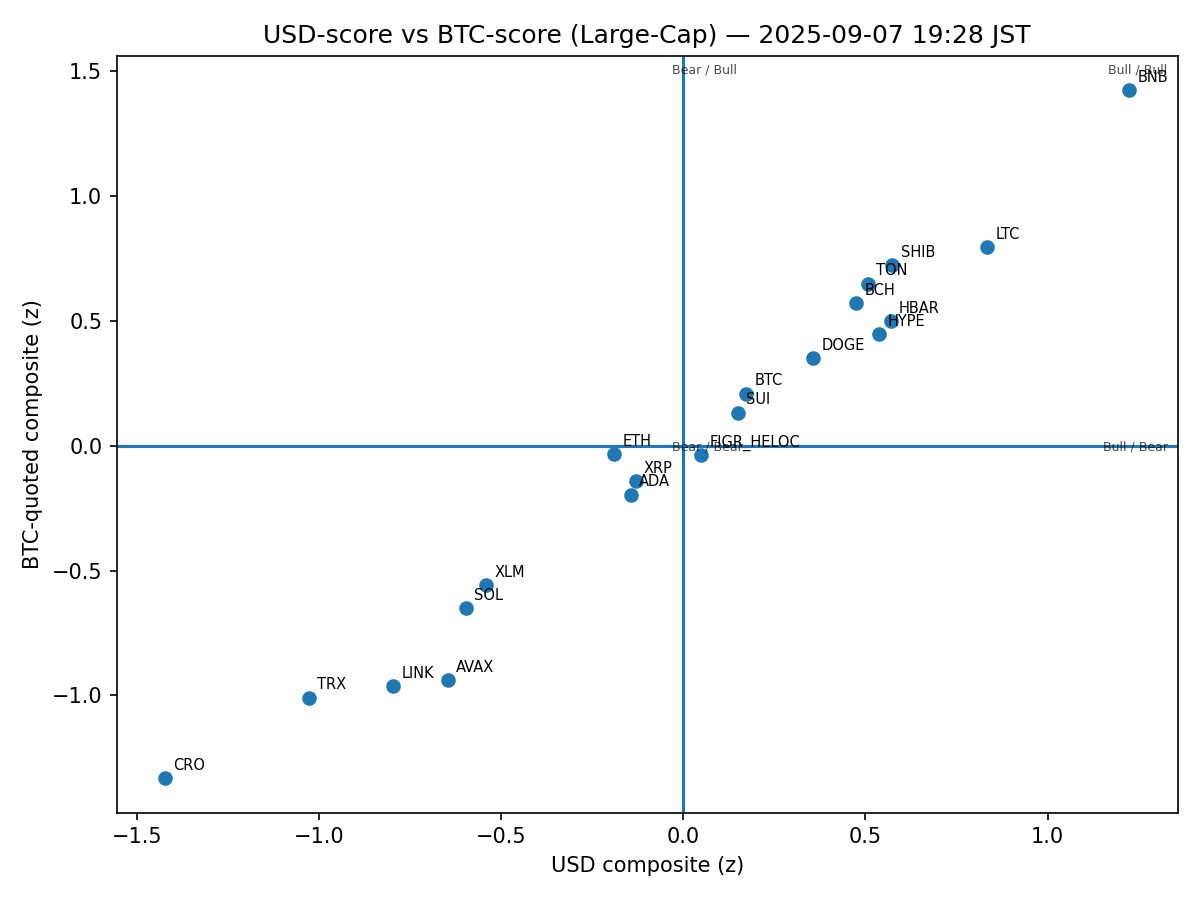 USD-score vs BTC-score (Large-Cap) — 2025-09-07 19:28 JST
Bear / Bull
Bull / Bull
BNB
LTC
SHIB
TON
BCH
HBAR
HYPE
DOGE
BTC
SUI
ETH
Bear / Bear
FIGR_HELOC
Bull / Bear
XRP
ADA
XLM
SOL
AVAX
LINK
TRX
CRO
1.5
1.0
0.5
0.0
−0.5
−1.0
BTC-quoted composite (z)
−1.5
−1.0
−0.5
0.0
0.5
1.0
USD composite (z)